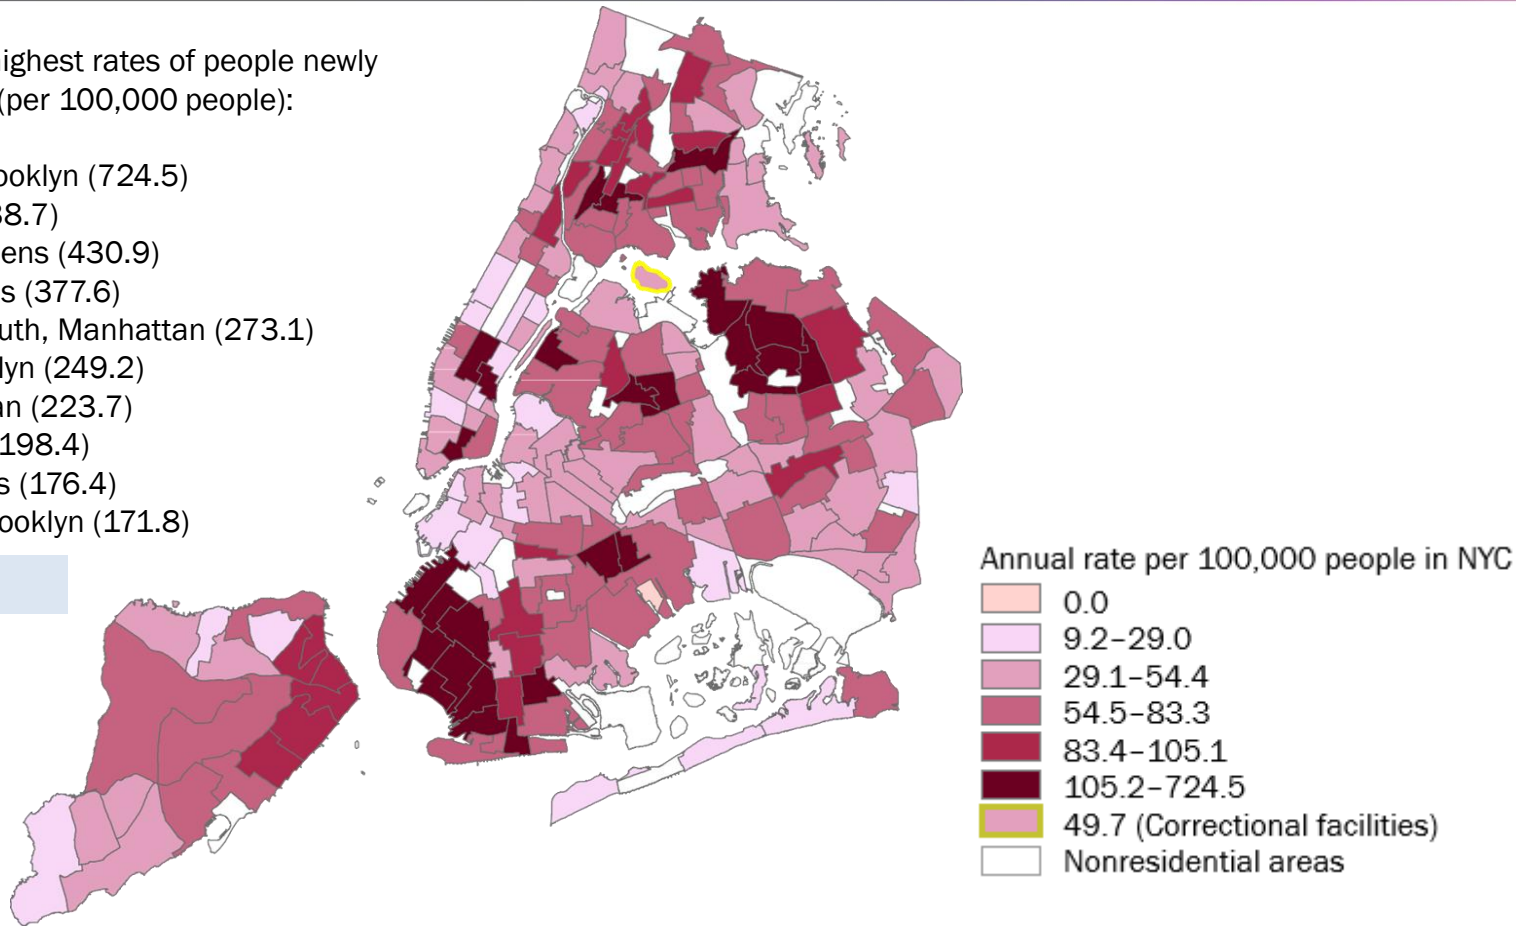 ighest rates of people newly
(per 100,000 people):
ooklyn (724.5)
38.7)
ens (430.9)
s (377.6)
uth, Manhattan (273.1)
lyn (249.2)
an (223.7)
198.4)
s (176.4)
ooklyn (171.8)
Annual rate per 100,000 people in NYC
0.0
9.2–29.0
29.1–54.4
54.5–83.3
83.4–105.1
105.2–724.5
49.7 (Correctional facilities)
Nonresidential areas